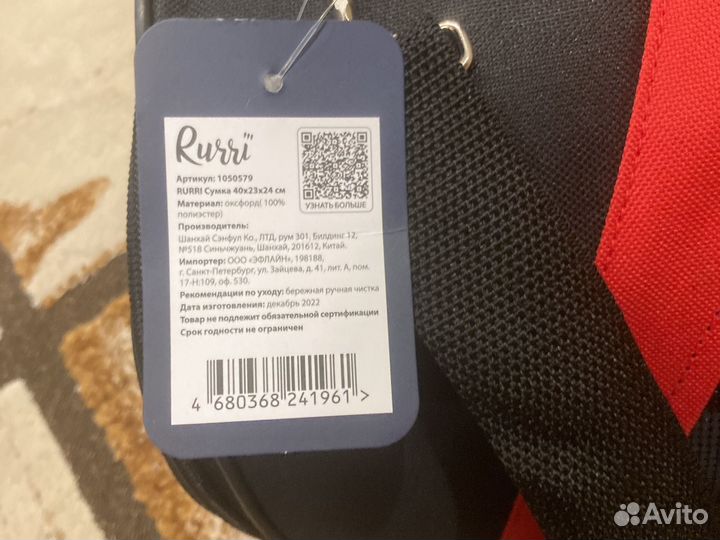 Rurri
УЗНАТЬ БОЛЬШЕ
Артикул: 1050579
RURRI Сумка 40x23x24 см
Материал: оксфорд( 100%
полиэстер)
Производитель:
Шанхай Сэнфул Ко., ЛТД, рум 301, Билдинг 12,
№518 Синьчжуань, Шанхай, 201612, Китай.
Импортер: ООО «ЭФЛАЙН», 198188,
г. Санкт-Петербург, ул. Зайцева, д. 41, лит. А, пом.
17-Н:109, оф. 530.
Рекомендации по уходу: бережная ручная чистка
Дата изготовления: декабрь 2022
Товар не подлежит обязательной сертификации
Срок годности не ограничен
4 680368 241961 >
Avito